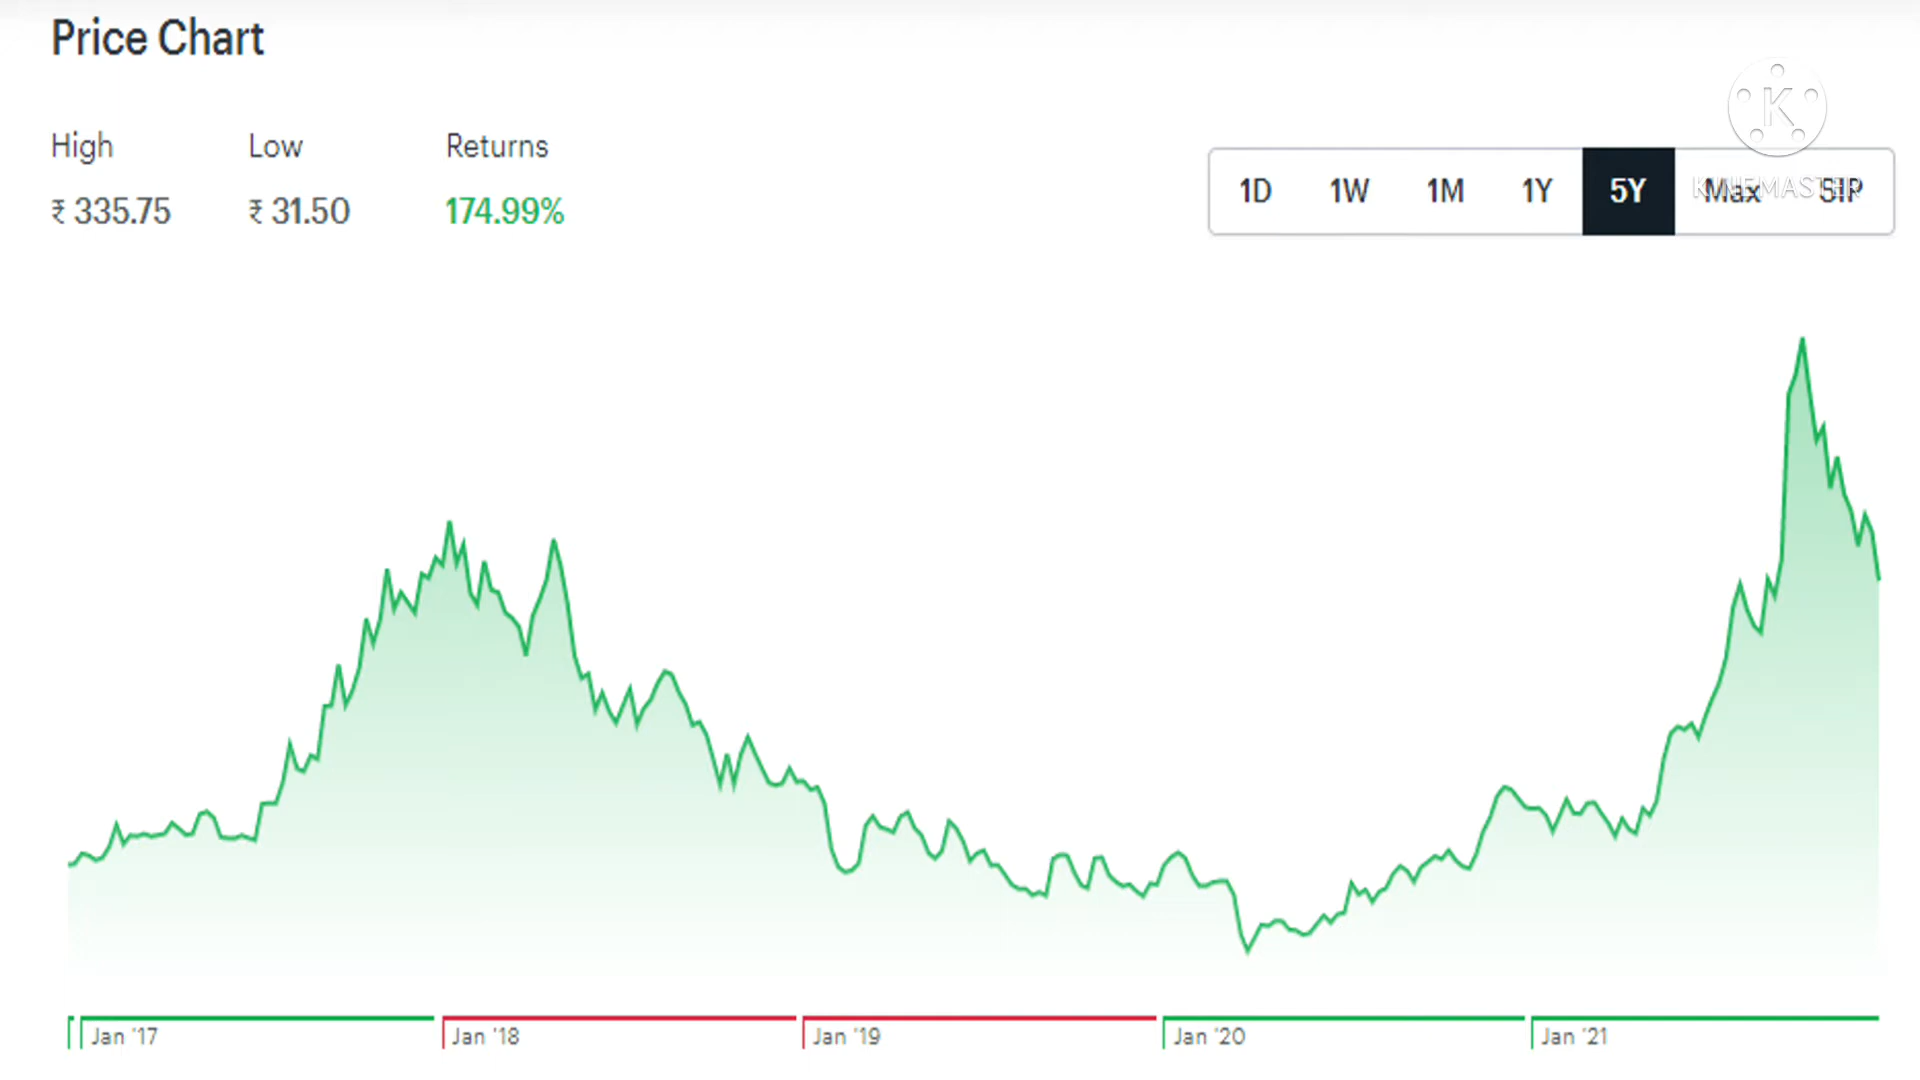 Price Chart
High Low Returns
₹ 335.75 ₹ 31.50 174.99%
1D 1W 1M 1Y 5Y Max SIP
K
KINEMASTER
Jan '17 Jan '18 Jan '19 Jan '20 Jan '21